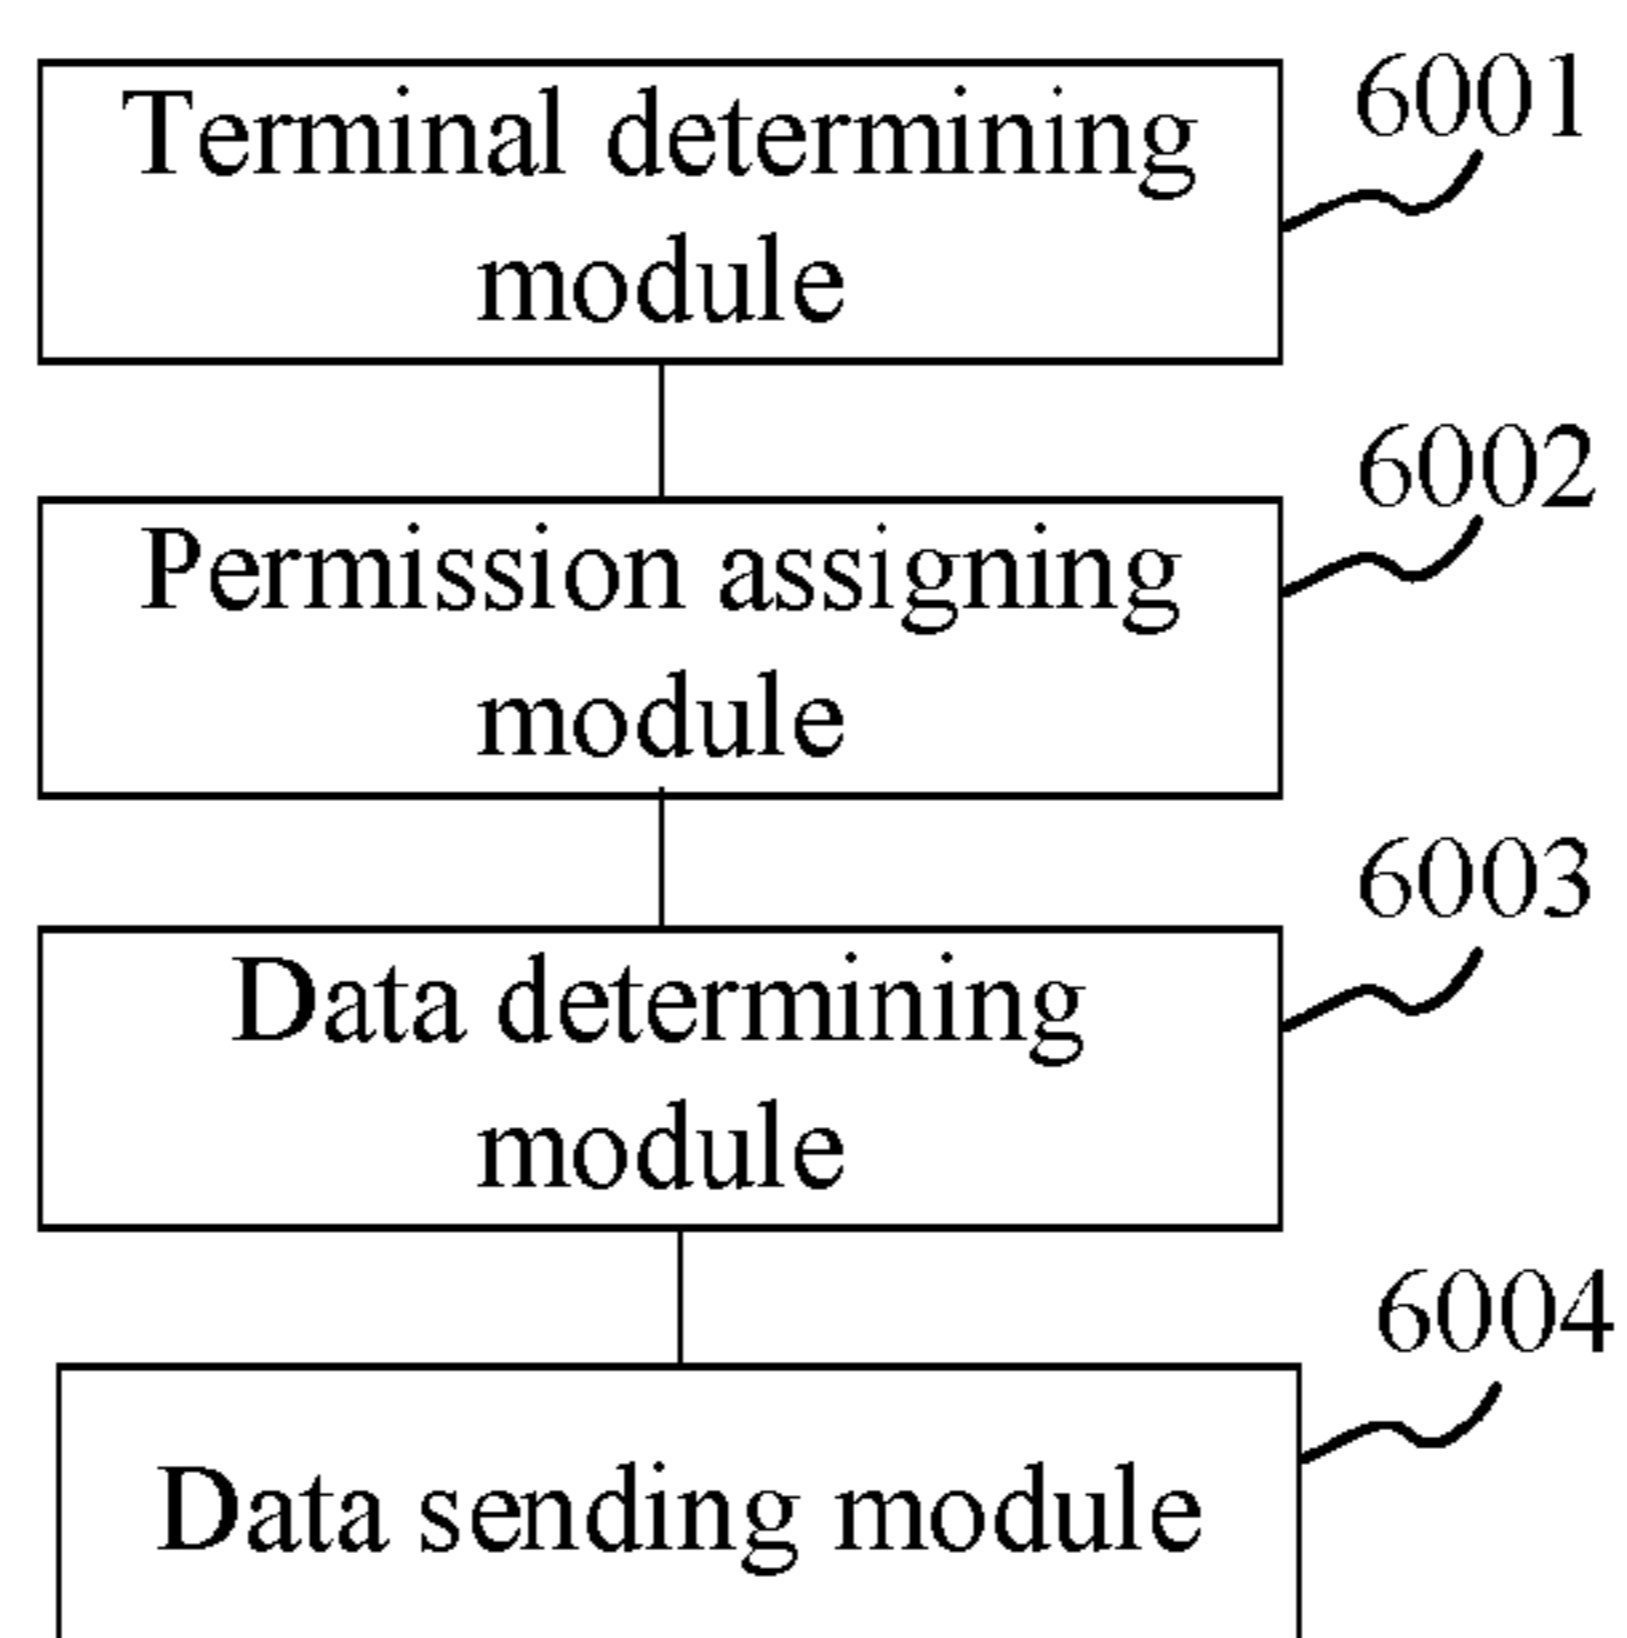 6001
Terminal determining
module
6002
Permission assigning
module
6003
Data determining
module
6004
Data sending module